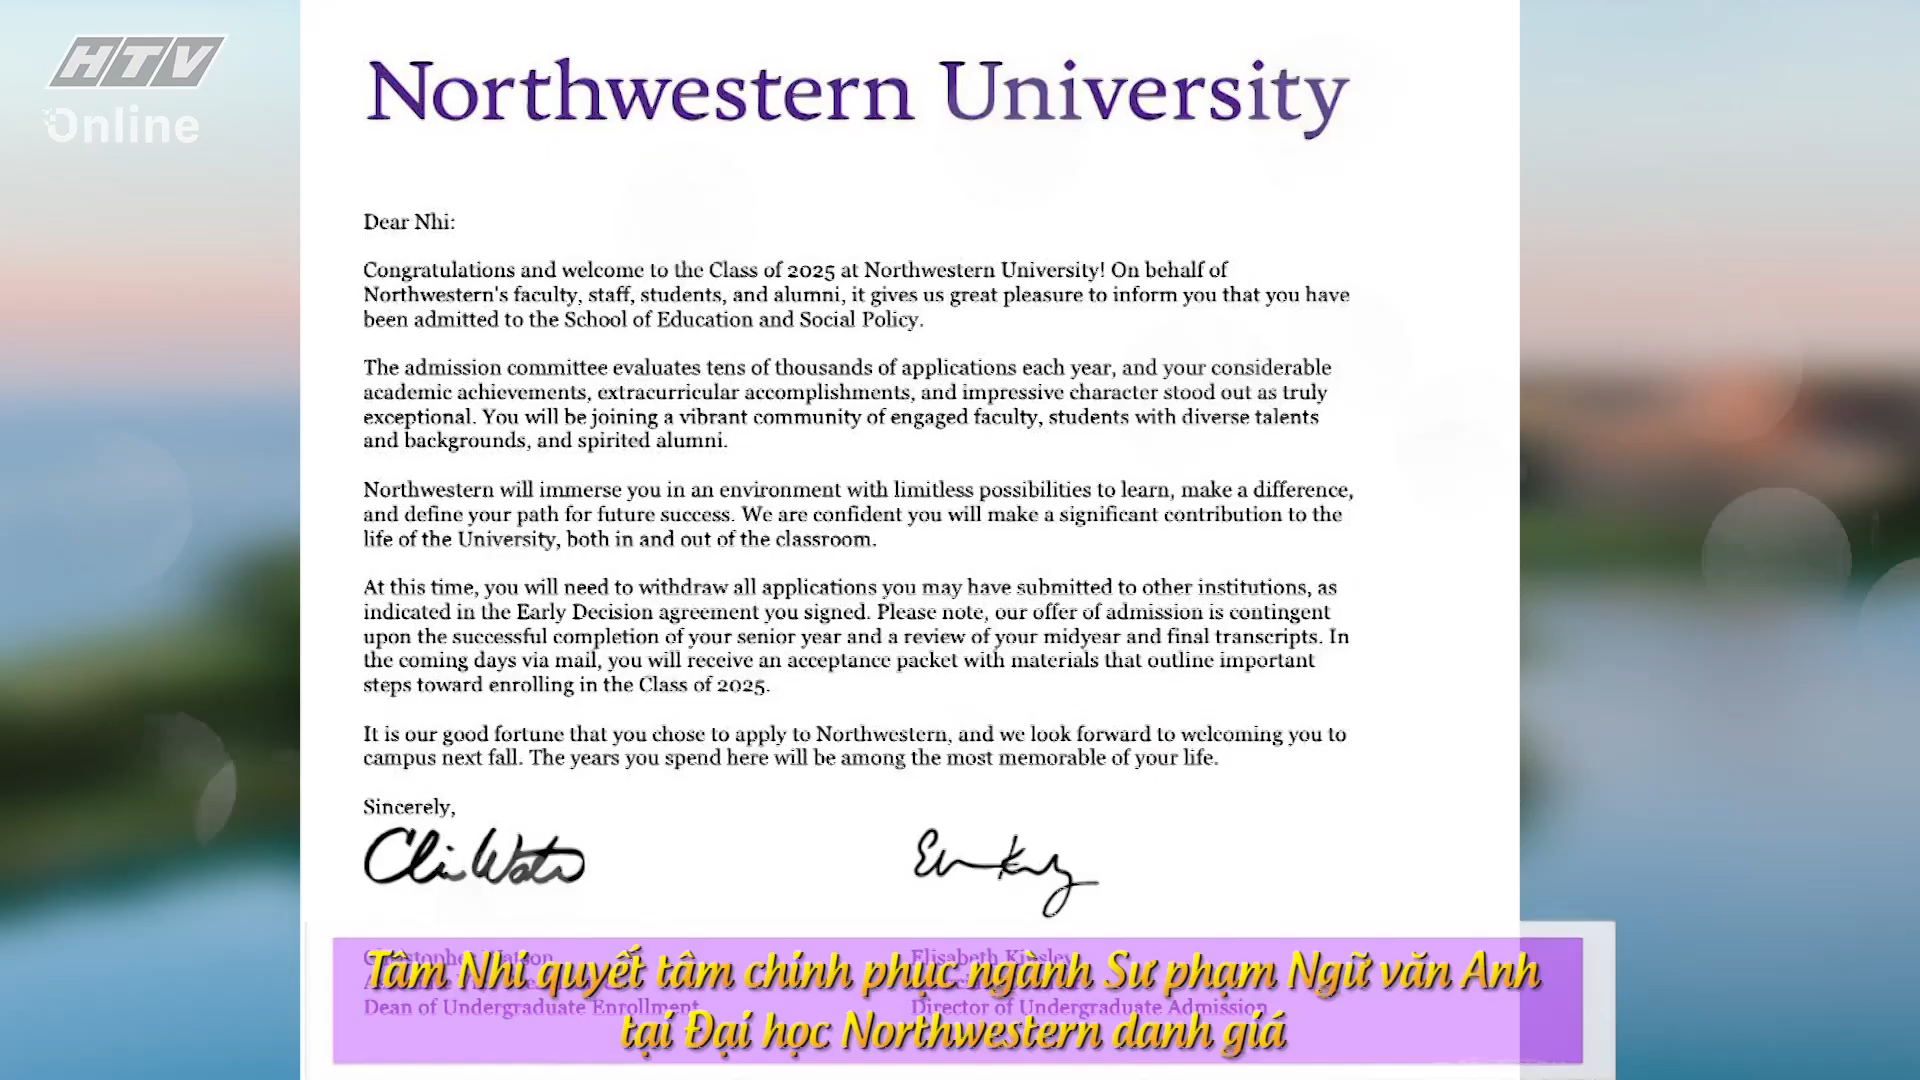 HTV
Online
Northwestern University
Dear Nhi:
Congratulations and welcome to the Class of 2025 at Northwestern University! On behalf of
Northwestern's faculty, staff, students, and alumni, it gives us great pleasure to inform you that you have
been admitted to the School of Education and Social Policy.
The admission committee evaluates tens of thousands of applications each year, and your considerable
academic achievements, extracurricular accomplishments, and impressive character stood out as truly
exceptional. You will be joining a vibrant community of engaged faculty, students with diverse talents
and backgrounds, and spirited alumni.
Northwestern will immerse you in an environment with limitless possibilities to learn, make a difference,
and define your path for future success. We are confident you will make a significant contribution to the
life of the University, both in and out of the classroom.
At this time, you will need to withdraw all applications you may have submitted to other institutions, as
indicated in the Early Decision agreement you signed. Please note, our offer of admission is contingent
upon the successful completion of your senior year and a review of your midyear and final transcripts. In
the coming days via mail, you will receive an acceptance packet with materials that outline important
steps toward enrolling in the Class of 2025.
It is our good fortune that you chose to apply to Northwestern, and we look forward to welcoming you to
campus next fall. The years you spend here will be among the most memorable of your life.
Sincerely,
Christopher Watson
Elisabeth Kinsley
Dean of Undergraduate Enrollment
Director of Undergraduate Admission
Tâm Nhi quyết tâm chinh phục ngành Sư phạm Ngữ văn Anh
tại Đại học Northwestern danh giá